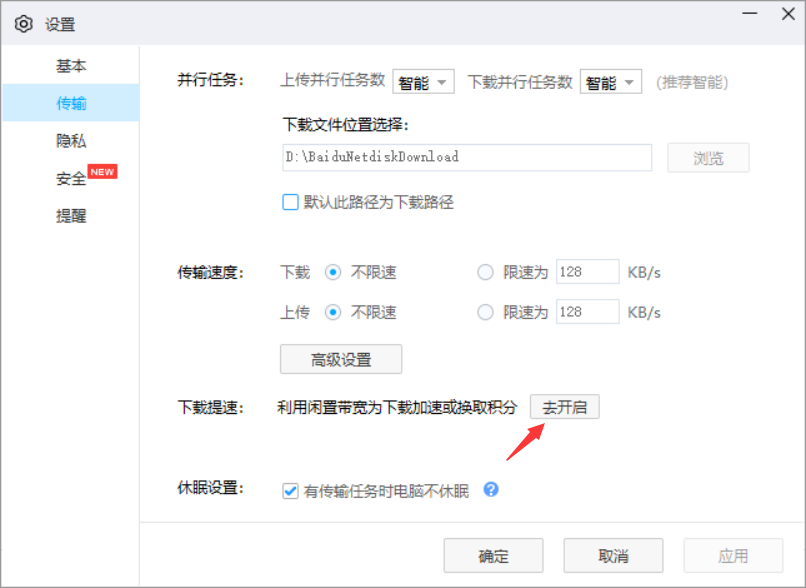 设置
基本
传输
隐私
安全 NEW
提醒
并行任务: 上传并行任务数 智能 下载并行任务数 智能 (推荐智能)
下载文件位置选择:
D:\BaiduNetdiskDownload 浏览
默认此路径为下载路径
传输速度: 下载 不限速 限速为 128 KB/s
上传 不限速 限速为 128 KB/s
高级设置
下载提速: 利用闲置带宽为下载加速或换取积分 去开启
休眠设置: 有传输任务时电脑不休眠 ?
确定 取消 应用